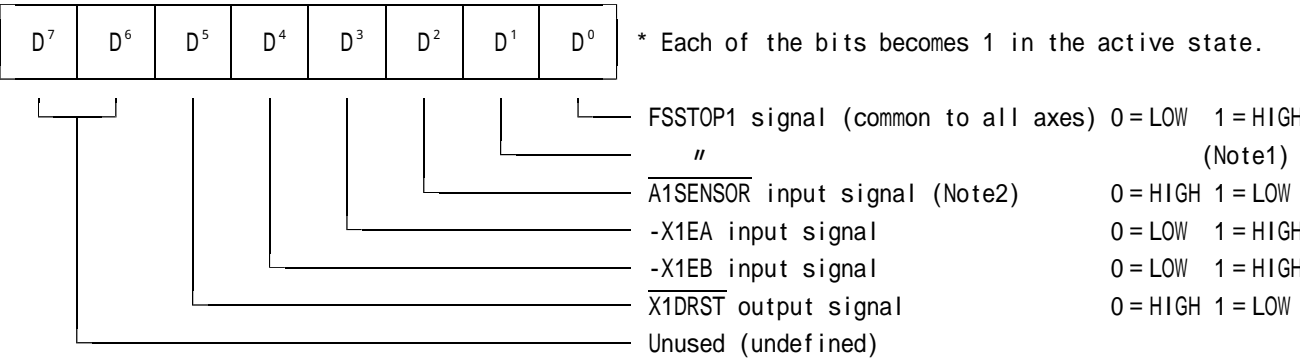 D7 D6 D5 D4 D3 D2 D1 D0 * Each of the bits becomes 1 in the active state.
FSSTOP1 signal (common to all axes) 0=LOW 1=HIGH
〃 (Note1)
A1SENSOR input signal (Note2) 0=HIGH 1=LOW
-X1EA input signal 0=LOW 1=HIGH
-X1EB input signal 0=LOW 1=HIGH
X1DRST output signal 0=HIGH 1=LOW
Unused (undefined)